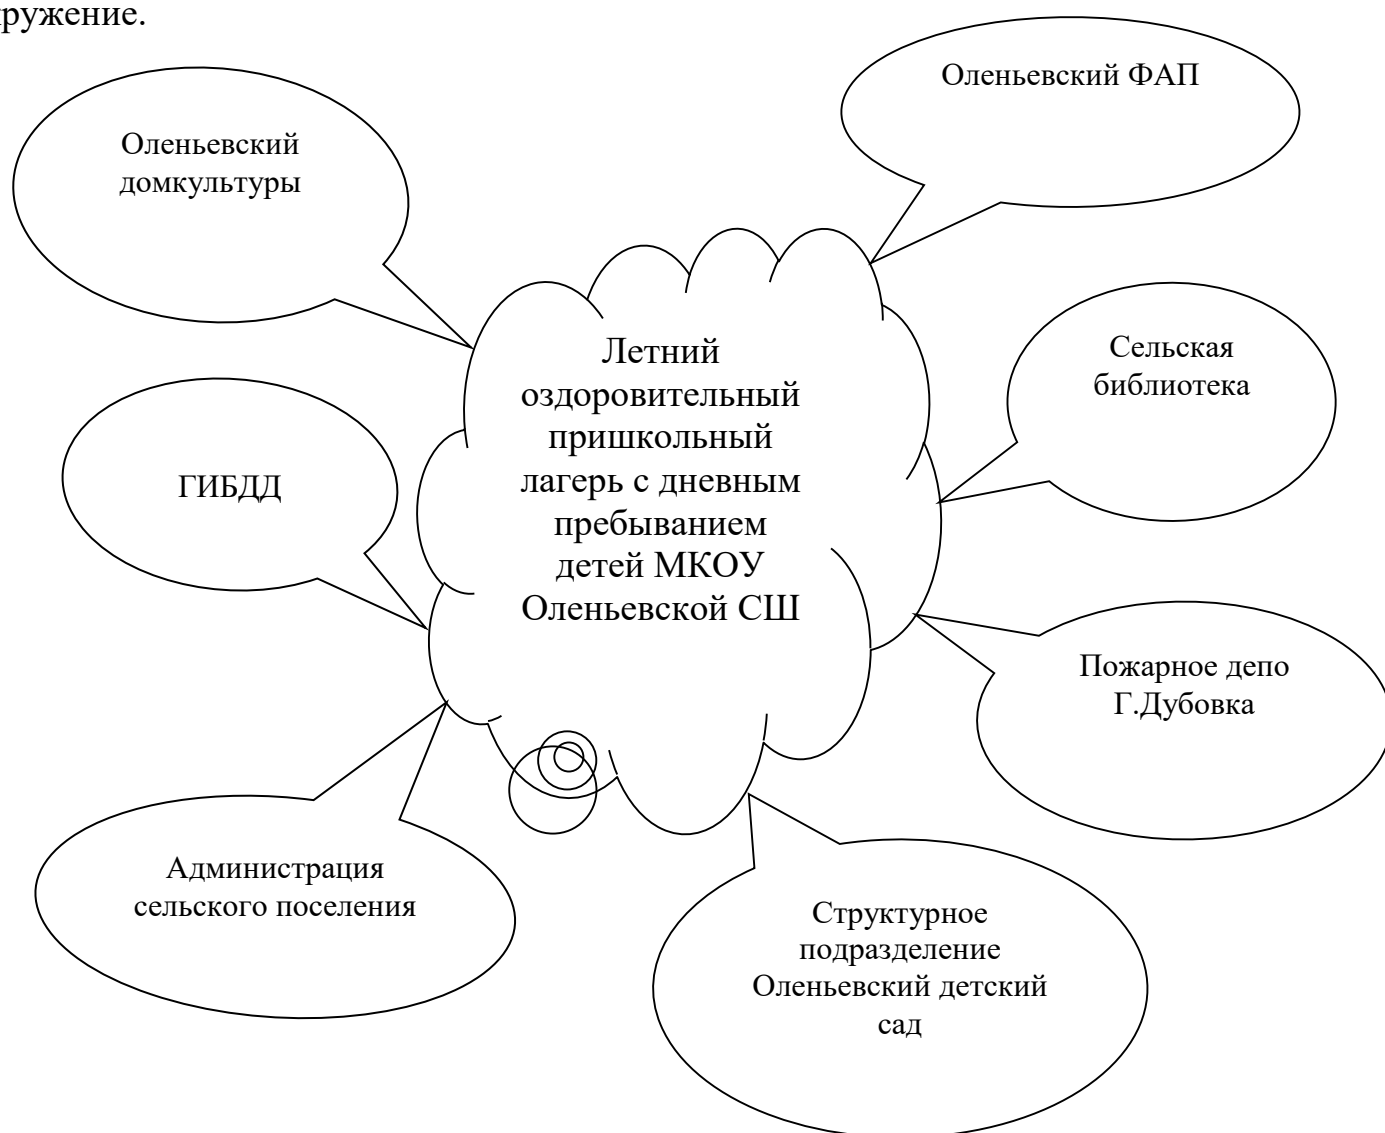 ружение.
Оленьевский ФАП
Оленьевский
домкультуры
Летний
оздоровительный
пришкольный
лагерь с дневным
пребыванием
детей МКОУ
Оленьевской СШ
Сельская
библиотека
ГИБДД
Пожарное депо
Г.Дубовка
Администрация
сельского поселения
Структурное
подразделение
Оленьевский детский
сад